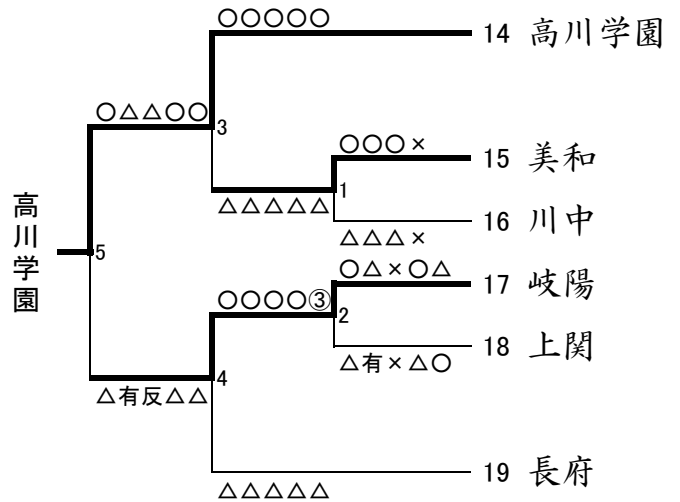 ○○○○○
14 高川学園
○△△○○
3
○○○×
15 美和
1
△△△△△
16 川中
△△△×
高川学園
5
○△×○△
17 岐陽
○○○○③
2
18 上関
△有×△○
4
△有反△△
19 長府
△△△△△